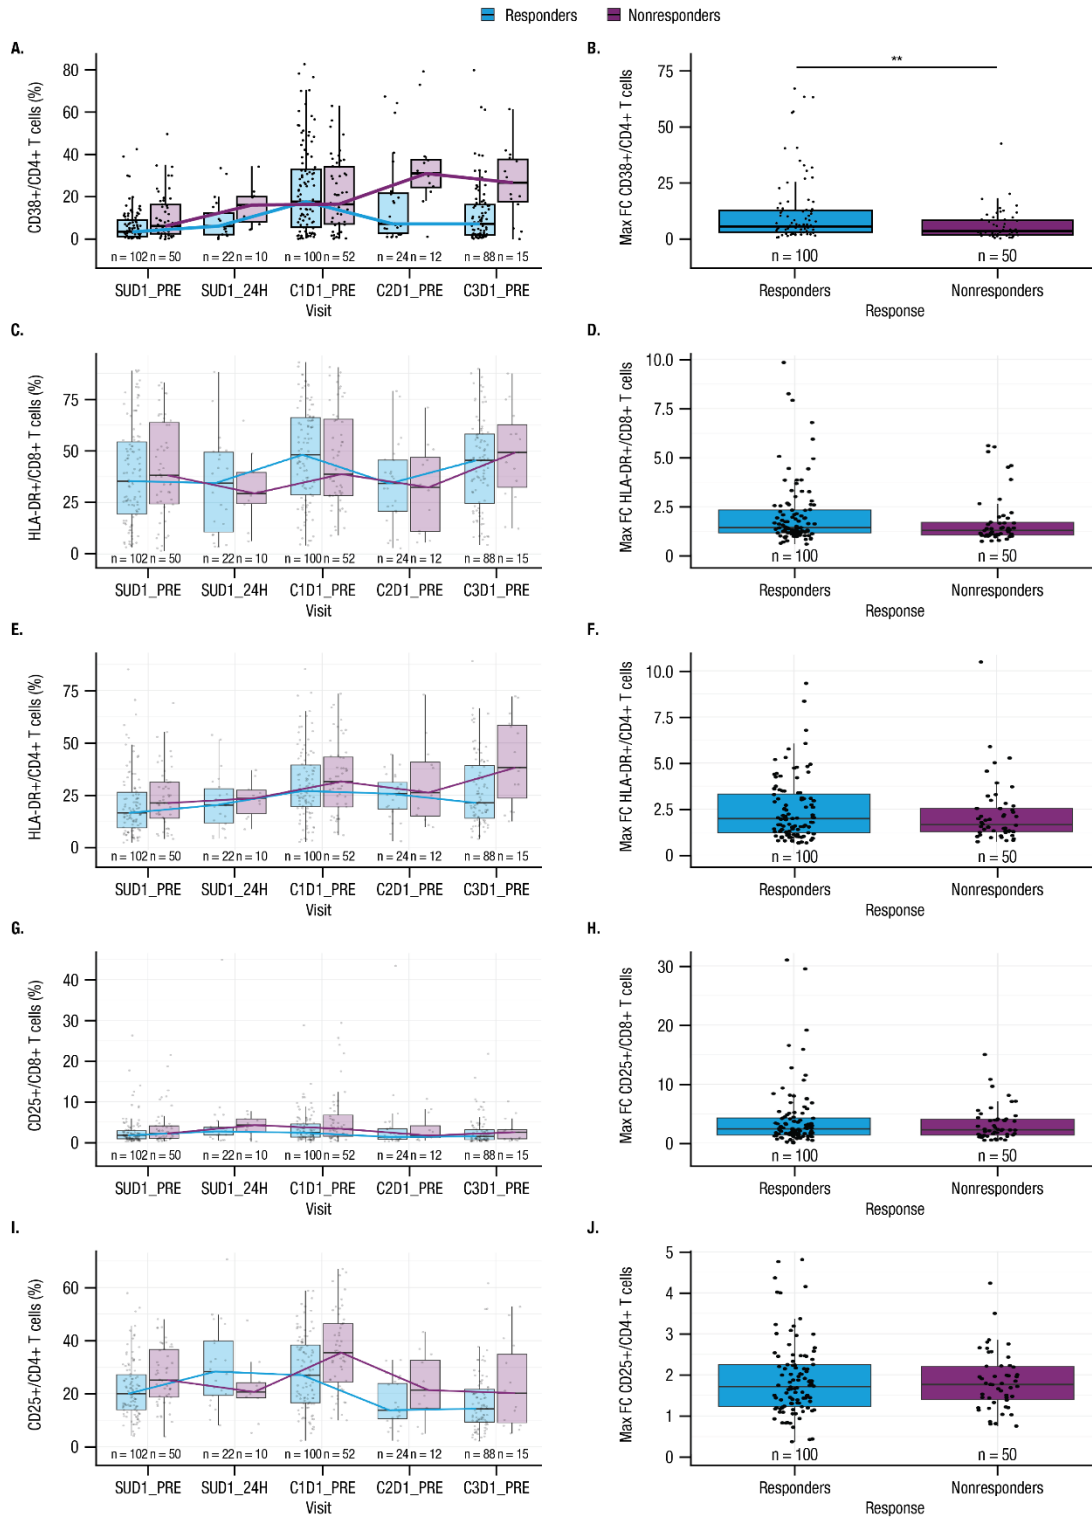 Responders Nonresponders
A.
CD38+/CD4+ T cells (%)
80
60
40
20
0
n = 102 n = 50 n = 22 n = 10 n = 100 n = 52 n = 24 n = 12 n = 88 n = 15
SUD1_PRE SUD1_24H C1D1_PRE C2D1_PRE C3D1_PRE
Visit
B.
Max FC CD38+/CD4+ T cells
75
50
25
0
**
n = 100 n = 50
Responders Nonresponders
Response
C.
HLA-DR+/CD8+ T cells (%)
75
50
25
0
n = 102 n = 50 n = 22 n = 10 n = 100 n = 52 n = 24 n = 12 n = 88 n = 15
SUD1_PRE SUD1_24H C1D1_PRE C2D1_PRE C3D1_PRE
Visit
D.
Max FC HLA-DR+/CD8+ T cells
10.0
7.5
5.0
2.5
0
n = 100 n = 50
Responders Nonresponders
Response
E.
HLA-DR+/CD4+ T cells (%)
75
50
25
0
n = 102 n = 50 n = 22 n = 10 n = 100 n = 52 n = 24 n = 12 n = 88 n = 15
SUD1_PRE SUD1_24H C1D1_PRE C2D1_PRE C3D1_PRE
Visit
F.
Max FC HLA-DR+/CD4+ T cells
10.0
7.5
5.0
2.5
0
n = 100 n = 50
Responders Nonresponders
Response
G.
CD25+/CD8+ T cells (%)
40
30
20
10
0
n = 102 n = 50 n = 22 n = 10 n = 100 n = 52 n = 24 n = 12 n = 88 n = 15
SUD1_PRE SUD1_24H C1D1_PRE C2D1_PRE C3D1_PRE
Visit
H.
Max FC CD25+/CD8+ T cells
30
20
10
0
n = 100 n = 50
Responders Nonresponders
Response
I.
CD25+/CD4+ T cells (%)
60
40
20
0
n = 102 n = 50 n = 22 n = 10 n = 100 n = 52 n = 24 n = 12 n = 88 n = 15
SUD1_PRE SUD1_24H C1D1_PRE C2D1_PRE C3D1_PRE
Visit
J.
Max FC CD25+/CD4+ T cells
5
4
3
2
1
0
n = 100 n = 50
Responders Nonresponders
Response